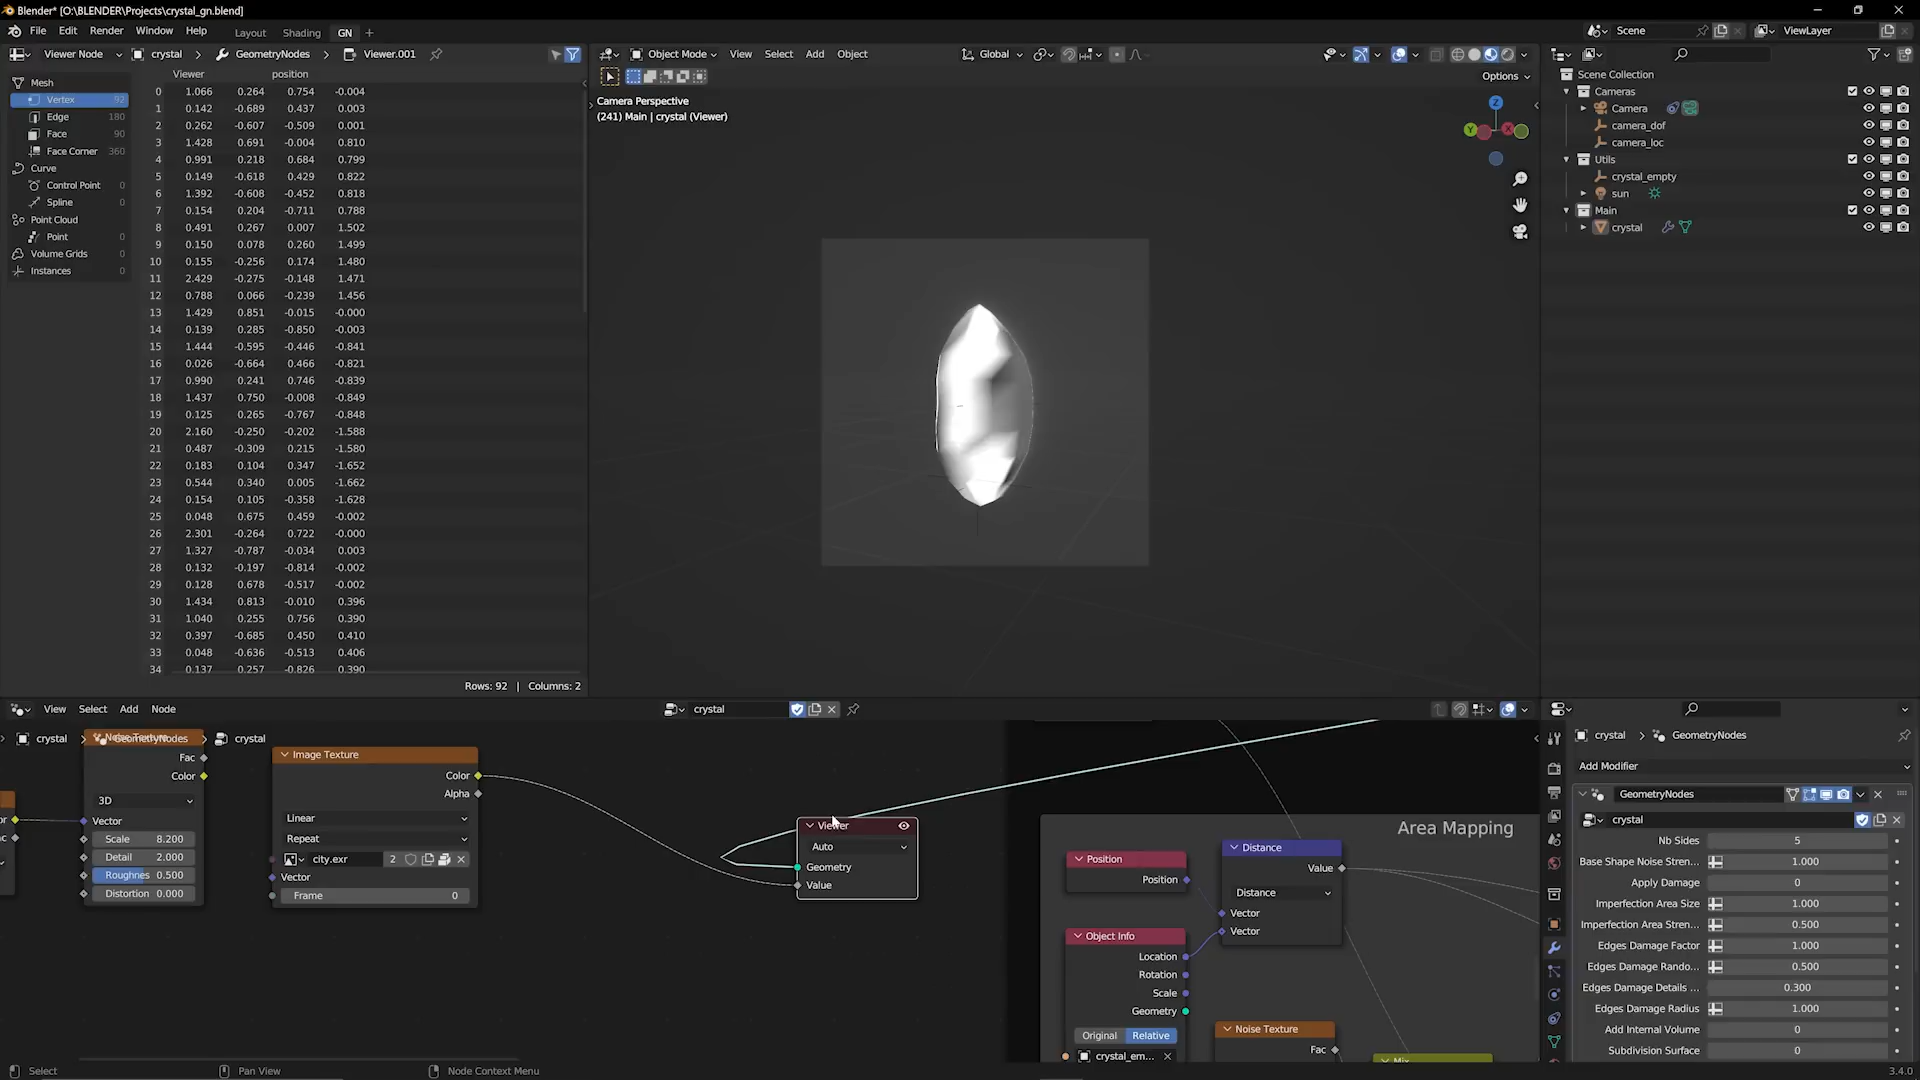 Blender* [O:\BLENDER\Projects\crystal_gn.blend]
File Edit Render Window Help Layout Shading GN +
Scene ViewLayer
Viewer Node crystal > GeometryNodes > Viewer.001
Object Mode View Select Add Object Global
Options
Viewer position
Mesh
Vertex 92
Edge 180
Face 90
Face Corner 360
Curve
Control Point 0
Spline 0
Point Cloud
Point 0
Volume Grids 0
Instances 0
0 1.066 0.264 0.754 -0.004
1 0.142 -0.689 0.437 0.003
2 0.262 -0.607 -0.509 0.001
3 1.428 0.691 -0.004 0.810
4 0.991 0.218 0.684 0.799
5 0.149 -0.618 0.429 0.822
6 1.392 -0.608 -0.452 0.818
7 0.154 0.204 -0.711 0.788
8 0.491 0.267 0.007 1.502
9 0.150 0.078 0.260 1.499
10 0.155 -0.256 0.174 1.480
11 2.429 -0.275 -0.148 1.471
12 0.788 0.066 -0.239 1.456
13 1.429 0.851 -0.015 -0.000
14 0.139 0.285 -0.850 -0.003
15 1.444 -0.595 -0.446 -0.841
16 0.026 -0.664 0.466 -0.821
17 0.990 0.241 0.746 -0.839
18 1.437 0.750 -0.008 -0.849
19 0.125 0.265 -0.767 -0.848
20 2.160 -0.250 -0.202 -1.588
21 0.487 -0.309 0.215 -1.580
22 0.183 0.104 0.347 -1.652
23 0.544 0.340 0.005 -1.662
24 0.154 0.105 -0.358 -1.628
25 0.048 0.675 0.459 -0.002
26 2.301 -0.264 0.722 -0.000
27 1.327 -0.787 -0.034 0.003
28 0.132 -0.197 -0.814 -0.002
29 0.128 0.678 -0.517 -0.002
30 1.434 0.813 -0.010 0.396
31 1.040 0.255 0.756 0.390
32 0.397 -0.685 0.450 0.410
33 0.048 -0.636 -0.513 0.406
34 0.137 0.257 -0.826 0.390
Rows: 92 | Columns: 2
Camera Perspective
(241) Main | crystal (Viewer)
Z
Y
X
Scene Collection
Cameras
Camera
camera_dof
camera_loc
Utils
crystal_empty
sun
Main
crystal
View Select Add Node crystal
crystal > GeometryNodes > crystal
Fac
Color
3D
Vector
Scale 8.200
Detail 2.000
Roughnes 0.500
Distortion 0.000
Image Texture
Color
Alpha
Linear
Repeat
city.exr 2
Vector
Frame 0
Viewer
Auto
Geometry
Value
Area Mapping
Position
Position
Distance
Value
Distance
Vector
Vector
Object Info
Location
Rotation
Scale
Geometry
Original Relative
crystal_em...
Noise Texture
Fac
Mix
crystal > GeometryNodes
Add Modifier
GeometryNodes
crystal
Nb Sides 5
Base Shape Noise Stren... 1.000
Apply Damage 0
Imperfection Area Size 1.000
Imperfection Area Stren... 0.500
Edges Damage Factor 1.000
Edges Damage Rando... 0.500
Edges Damage Details ... 0.300
Edges Damage Radius 1.000
Add Internal Volume 0
Subdivision Surface 0
Select Pan View Node Context Menu 3.4.0